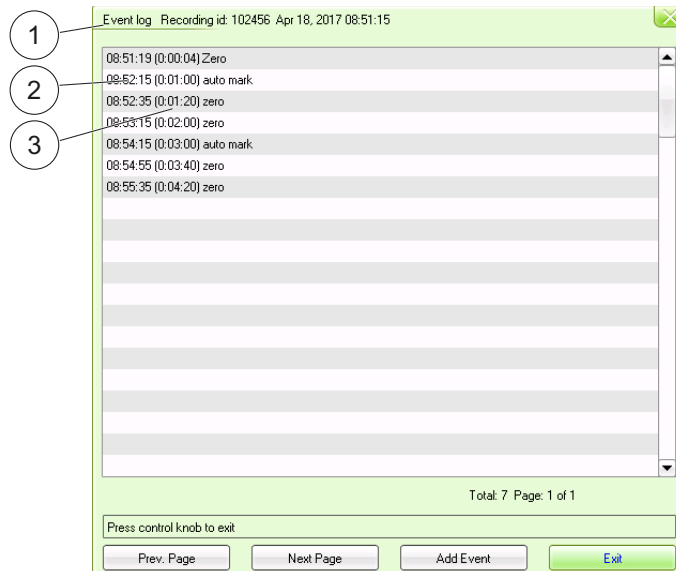 Event log Recording id: 102456 Apr 18, 2017 08:51:15
1
08:51:19 (0:00:04) Zero
2
08:52:15 (0:01:00) auto mark
08:52:35 (0:01:20) zero
08:53:15 (0:02:00) zero
3
08:54:15 (0:03:00) auto mark
08:54:55 (0:03:40) zero
08:55:35 (0:04:20) zero
Total: 7 Page: 1 of 1
Press control knob to exit
Prev. Page Next Page Add Event Exit